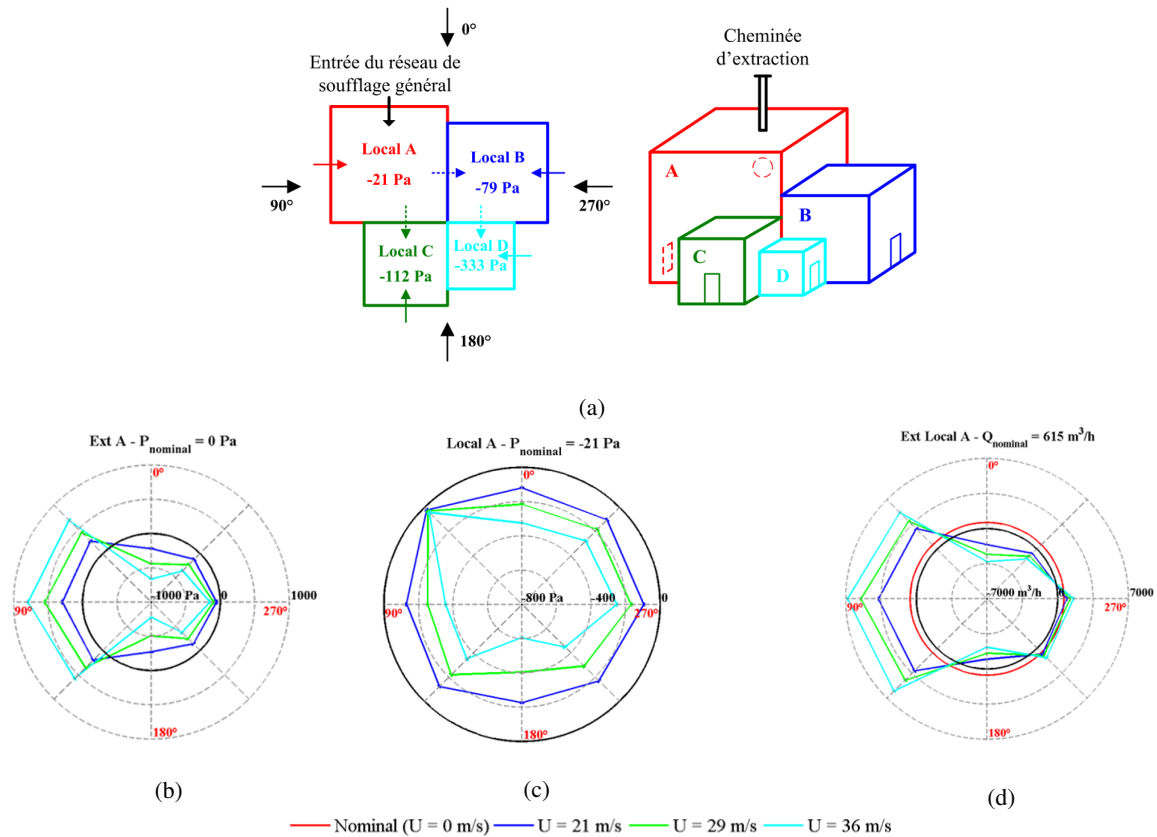 0°
Entrée du réseau de
soufflage général
Local A
-21 Pa
Local B
-79 Pa
90°
270°
Local C
-112 Pa
Local D
-333 Pa
180°
Cheminée
d'extraction
A
B
C
D
(a)
Ext A - P_nominal = 0 Pa
0°
90°
-1000 Pa
0
1000
270°
180°
(b)
Local A - P_nominal = -21 Pa
0°
90°
-800 Pa
-400
0
270°
180°
(c)
Ext Local A - Q_nominal = 615 m³/h
0°
90°
-7000 m³/h
0
7000
270°
180°
(d)
Nominal (U = 0 m/s)
U = 21 m/s
U = 29 m/s
U = 36 m/s